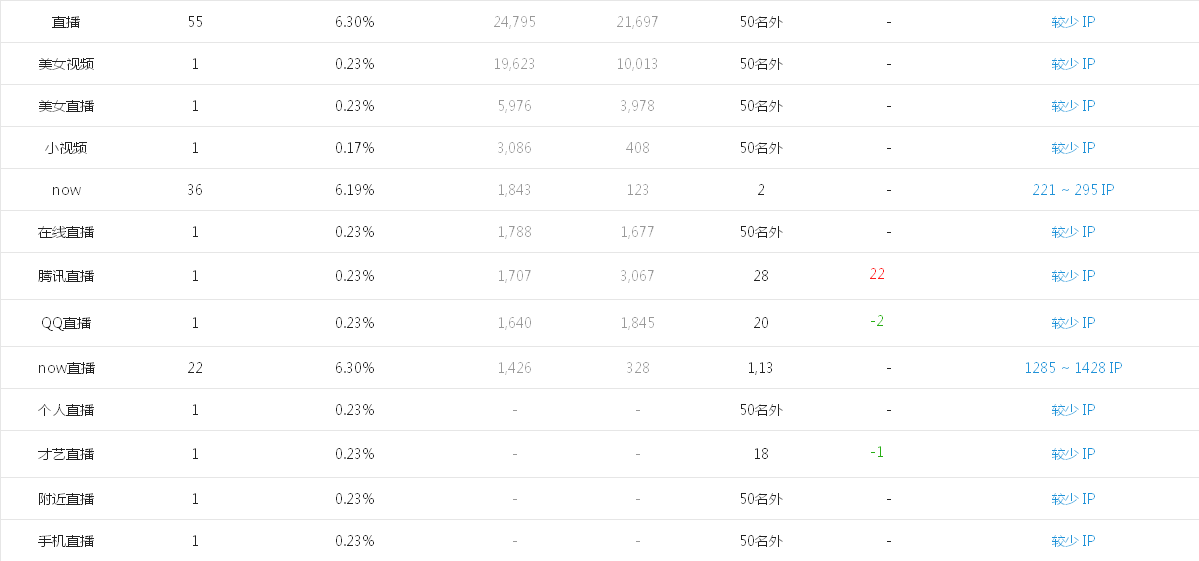 直播 55 6.30% 24,795 21,697 50名外 - 较少 IP
美女视频 1 0.23% 19,623 10,013 50名外 - 较少 IP
美女直播 1 0.23% 5,976 3,978 50名外 - 较少 IP
小视频 1 0.17% 3,086 408 50名外 - 较少 IP
now 36 6.19% 1,843 123 2 - 221 ~ 295 IP
在线直播 1 0.23% 1,788 1,677 50名外 - 较少 IP
腾讯直播 1 0.23% 1,707 3,067 28 22 较少 IP
QQ直播 1 0.23% 1,640 1,845 20 -2 较少 IP
now直播 22 6.30% 1,426 328 1,13 - 1285 ~ 1428 IP
个人直播 1 0.23% - - 50名外 - 较少 IP
才艺直播 1 0.23% - - 18 -1 较少 IP
附近直播 1 0.23% - - 50名外 - 较少 IP
手机直播 1 0.23% - - 50名外 - 较少 IP